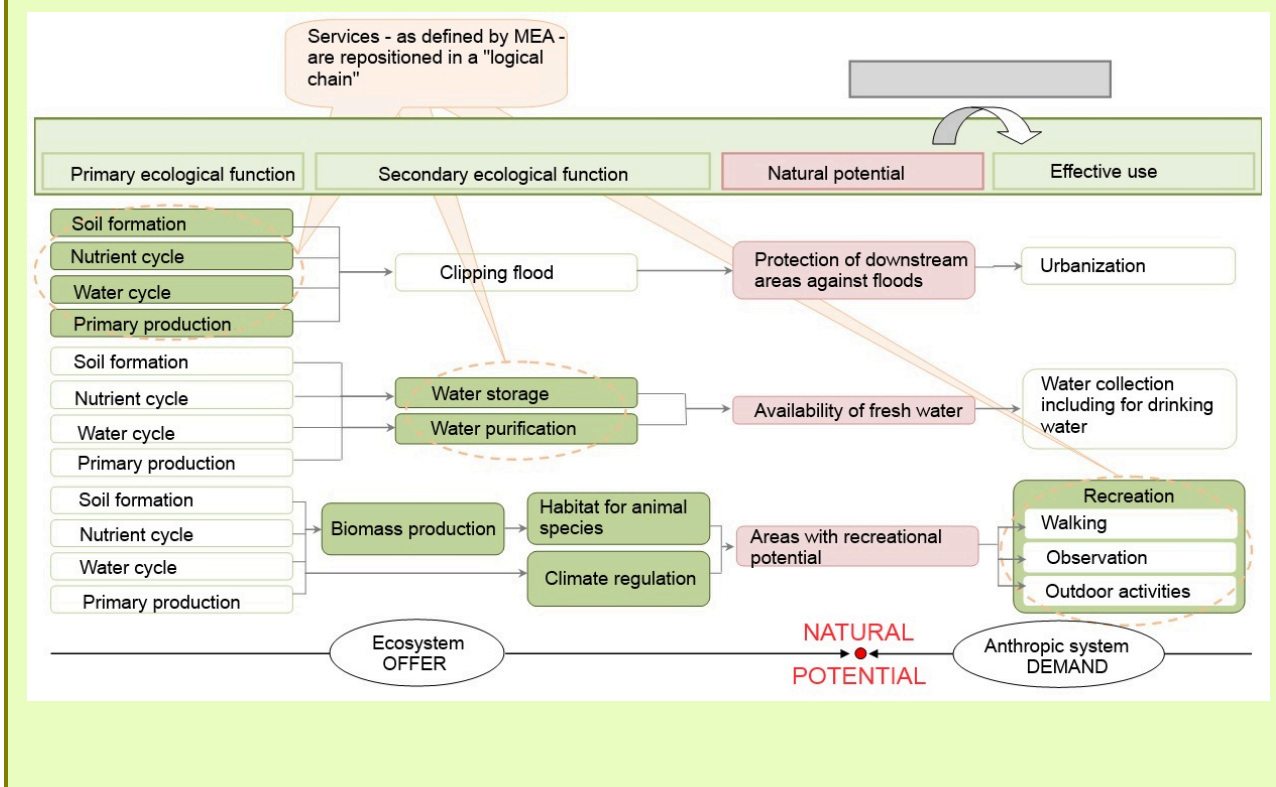 Services - as defined by MEA -
are repositioned in a "logical
chain"
Primary ecological function
Secondary ecological function
Natural potential
Effective use
Soil formation
Nutrient cycle
Water cycle
Primary production
Clipping flood
Protection of downstream
areas against floods
Urbanization
Soil formation
Nutrient cycle
Water cycle
Primary production
Water storage
Water purification
Availability of fresh water
Water collection
including for drinking
water
Soil formation
Nutrient cycle
Water cycle
Primary production
Biomass production
Habitat for animal
species
Climate regulation
Areas with recreational
potential
Recreation
Walking
Observation
Outdoor activities
Ecosystem
OFFER
NATURAL
POTENTIAL
Anthropic system
DEMAND